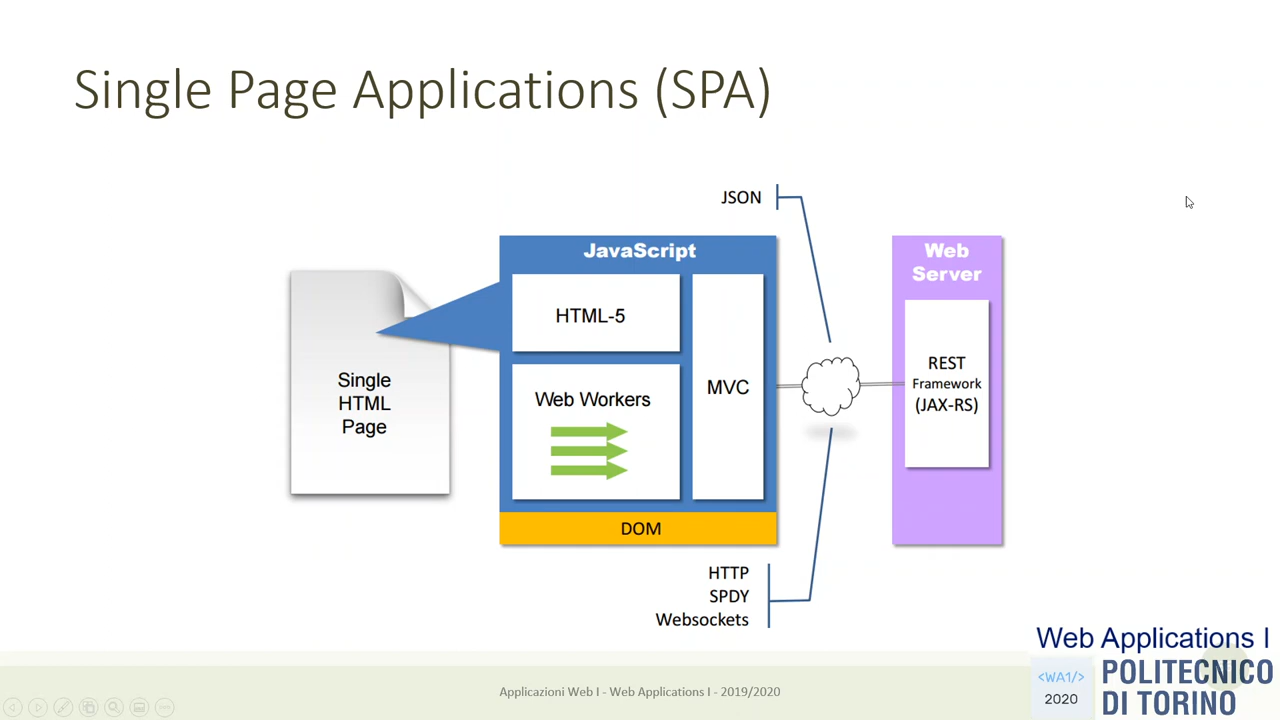 Single Page Applications (SPA)
JSON
JavaScript
Web
Server
HTML-5
Single
HTML
Page
Web Workers
MVC
REST
Framework
(JAX-RS)
DOM
HTTP
SPDY
Websockets
Web Applications I
Applicazioni Web I - Web Applications I - 2019/2020
<WA1/>
2020
POLITECNICO
DI TORINO